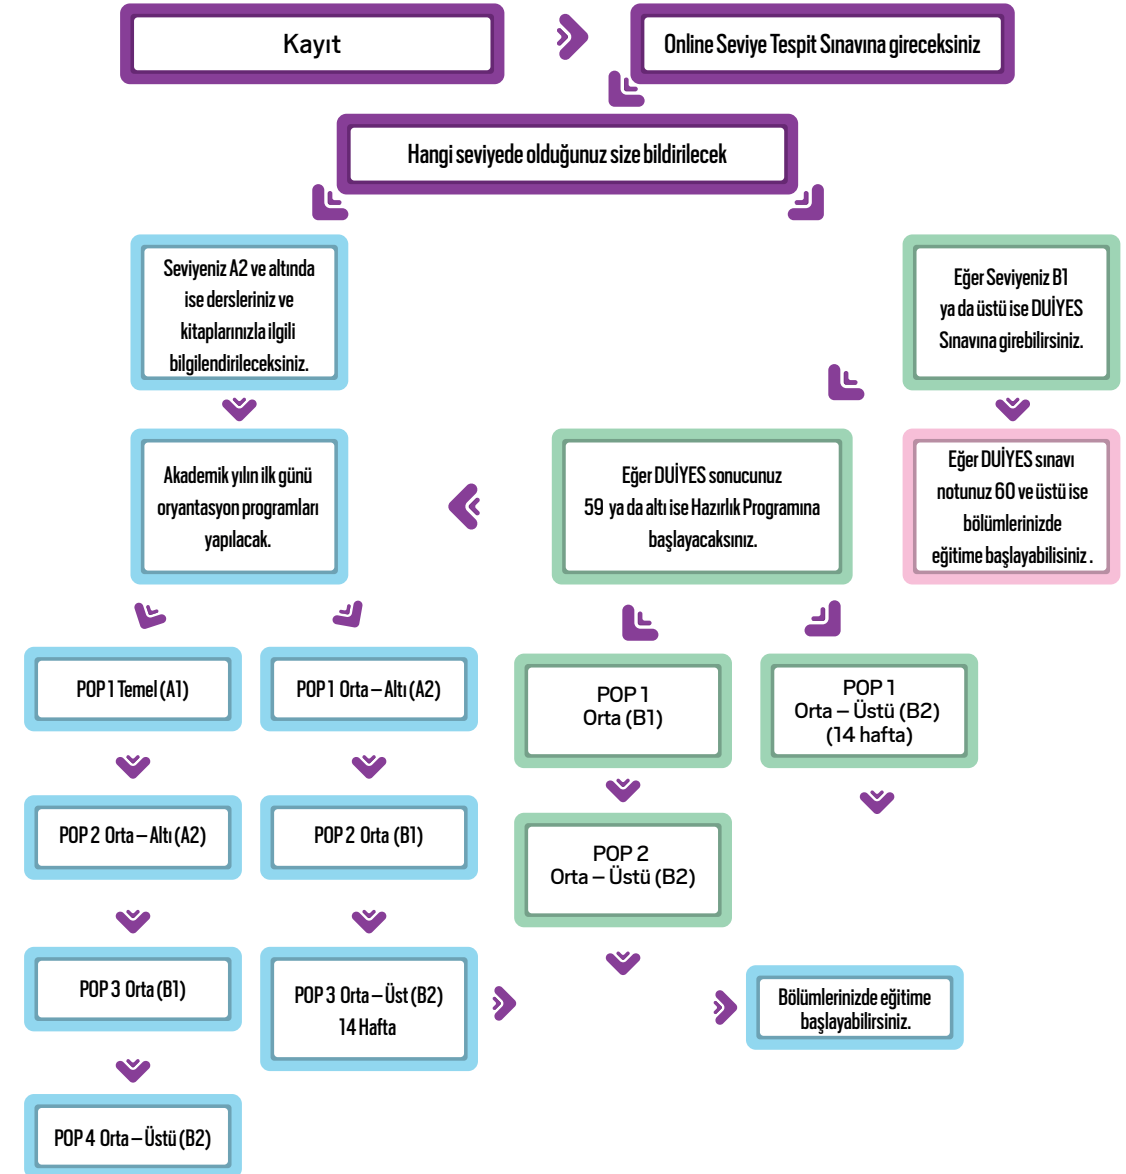 Kayıt
Online Seviye Tespit Sınavına gireceksiniz
Hangi seviyede olduğunuz size bildirilecek
Seviyeniz A2 ve altında
ise dersleriniz ve
kitaplarınızla ilgili
bilgilendirileceksiniz.
Eğer Seviyeniz B1
ya da üstü ise DUİYES
Sınavına girebilirsiniz.
Akademik yılın ilk günü
oryantasyon programları
yapılacak.
Eğer DUİYES sonucunuz
59 ya da altı ise Hazırlık Programına
başlayacaksınız.
Eğer DUİYES sınavı
notunuz 60 ve üstü ise
bölümlerinizde
eğitime başlayabilisiniz .
POP 1 Temel (A1)
POP 1 Orta – Altı (A2)
POP 1
Orta (B1)
POP 1
Orta – Üstü (B2)
(14 hafta)
POP 2 Orta – Altı (A2)
POP 2 Orta (B1)
POP 2
Orta – Üstü (B2)
POP 3 Orta (B1)
POP 3 Orta – Üst (B2)
14 Hafta
Bölümlerinizde eğitime
başlayabilirsiniz.
POP 4 Orta – Üstü (B2)